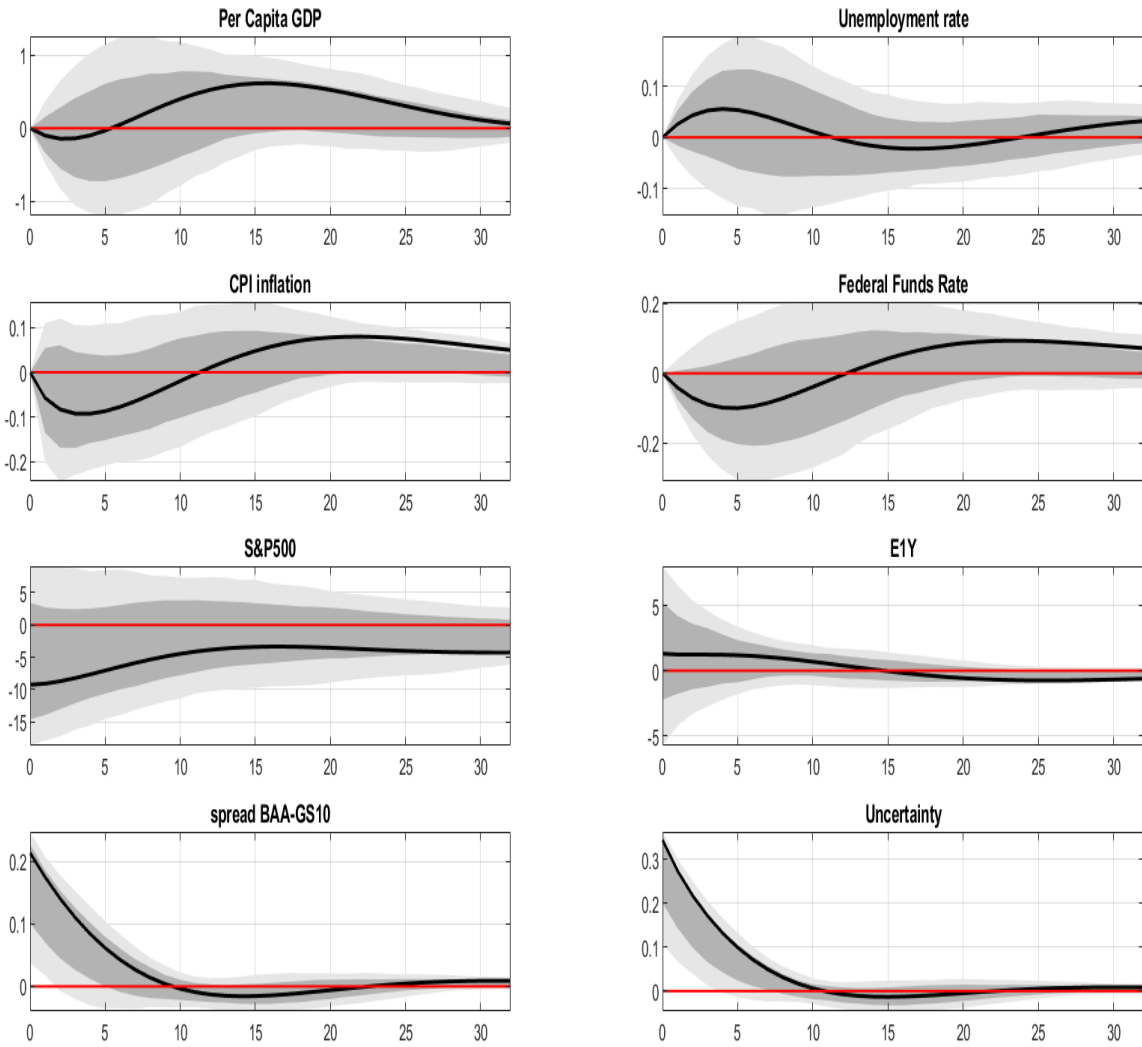 Per Capita GDP
1
0
-1
0 5 10 15 20 25 30
Unemployment rate
0.1
0
-0.1
0 5 10 15 20 25 30
CPI inflation
0.1
0
-0.1
-0.2
0 5 10 15 20 25 30
Federal Funds Rate
0.2
0
-0.2
0 5 10 15 20 25 30
S&P500
5
0
-5
-10
-15
0 5 10 15 20 25 30
E1Y
5
0
-5
0 5 10 15 20 25 30
spread BAA-GS10
0.2
0.1
0
0 5 10 15 20 25 30
Uncertainty
0.3
0.2
0.1
0
0 5 10 15 20 25 30